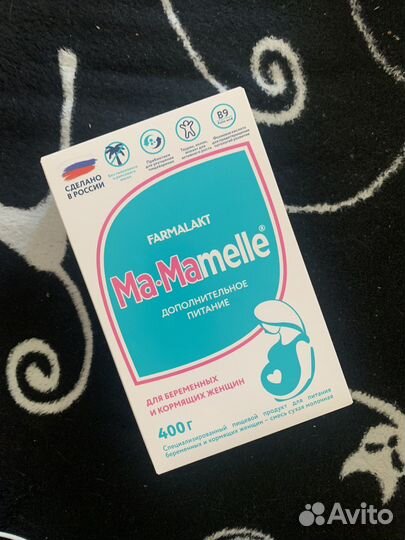 СДЕЛАНО
В РОССИИ
B9
FARMALAKT
Ma•Mamelle®
ДОПОЛНИТЕЛЬНОЕ
ПИТАНИЕ
ДЛЯ БЕРЕМЕННЫХ
И КОРМЯЩИХ ЖЕНЩИН
400 Г
Специализированный пищевой продукт для питания
беременных и кормящих женщин – смесь сухая молочная
Avito